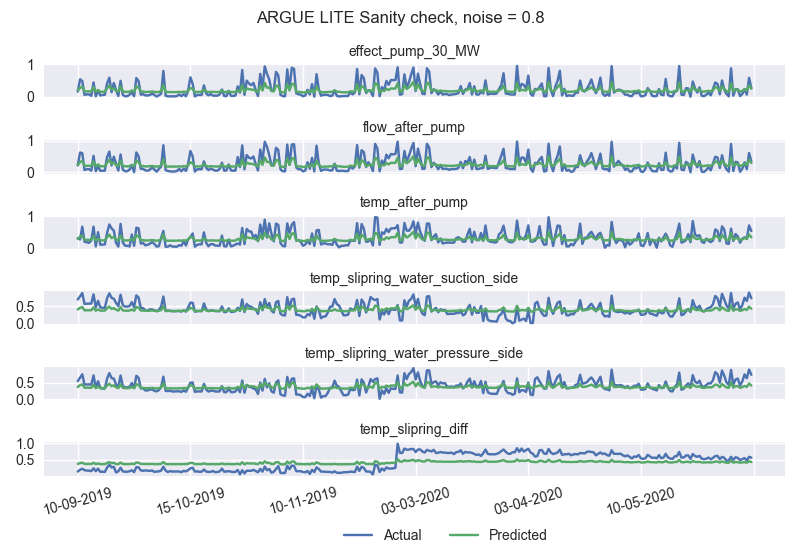 ARGUE LITE Sanity check, noise = 0.8
effect_pump_30_MW
1
0
flow_after_pump
1
0
temp_after_pump
1
0
temp_slipring_water_suction_side
0.5
0.0
temp_slipring_water_pressure_side
0.5
0.0
temp_slipring_diff
1.0
0.5
10-09-2019 15-10-2019 10-11-2019 03-03-2020 03-04-2020 10-05-2020
Actual Predicted